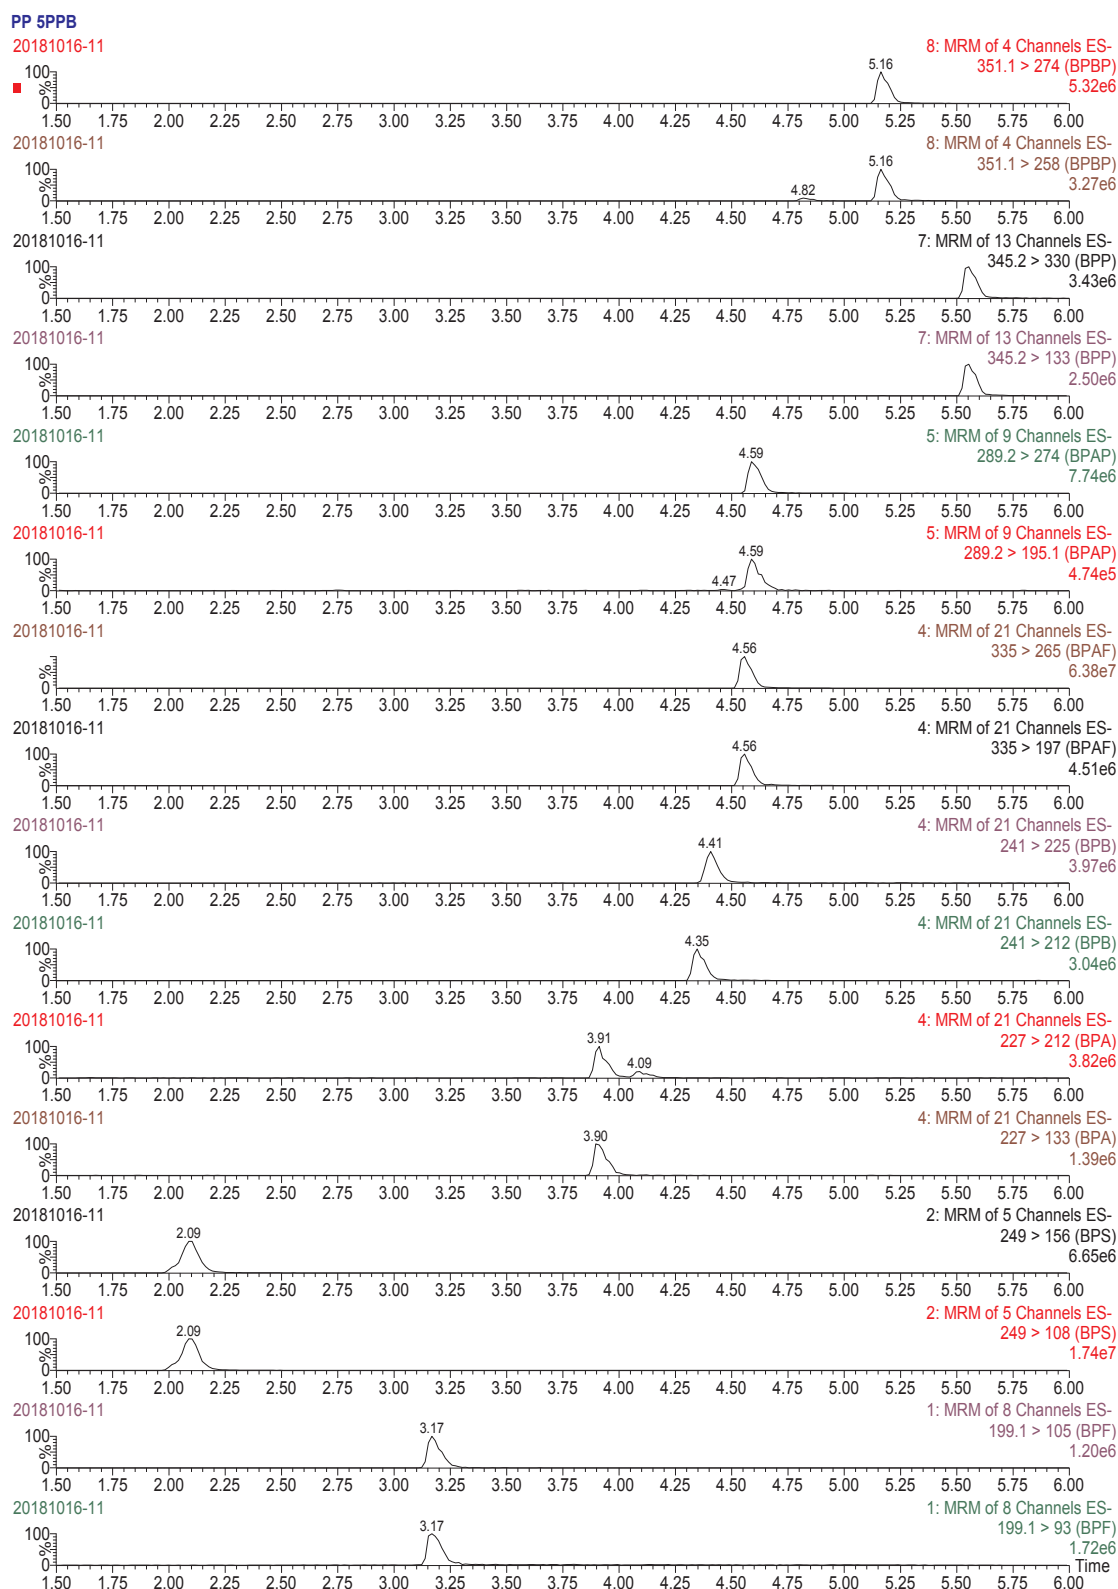 PP 5PPB
20181016-11
8: MRM of 4 Channels ES-
351.1 > 274 (BPBP)
5.32e6
100
%
0
5.16
1.50 1.75 2.00 2.25 2.50 2.75 3.00 3.25 3.50 3.75 4.00 4.25 4.50 4.75 5.00 5.25 5.50 5.75 6.00
20181016-11
8: MRM of 4 Channels ES-
351.1 > 258 (BPBP)
3.27e6
100
%
0
4.82
5.16
1.50 1.75 2.00 2.25 2.50 2.75 3.00 3.25 3.50 3.75 4.00 4.25 4.50 4.75 5.00 5.25 5.50 5.75 6.00
20181016-11
7: MRM of 13 Channels ES-
345.2 > 330 (BPP)
3.43e6
100
%
0
1.50 1.75 2.00 2.25 2.50 2.75 3.00 3.25 3.50 3.75 4.00 4.25 4.50 4.75 5.00 5.25 5.50 5.75 6.00
20181016-11
7: MRM of 13 Channels ES-
345.2 > 133 (BPP)
2.50e6
100
%
0
1.50 1.75 2.00 2.25 2.50 2.75 3.00 3.25 3.50 3.75 4.00 4.25 4.50 4.75 5.00 5.25 5.50 5.75 6.00
20181016-11
5: MRM of 9 Channels ES-
289.2 > 274 (BPAP)
7.74e6
100
%
0
4.59
1.50 1.75 2.00 2.25 2.50 2.75 3.00 3.25 3.50 3.75 4.00 4.25 4.50 4.75 5.00 5.25 5.50 5.75 6.00
20181016-11
5: MRM of 9 Channels ES-
289.2 > 195.1 (BPAP)
4.74e5
100
%
0
4.47
4.59
1.50 1.75 2.00 2.25 2.50 2.75 3.00 3.25 3.50 3.75 4.00 4.25 4.50 4.75 5.00 5.25 5.50 5.75 6.00
20181016-11
4: MRM of 21 Channels ES-
335 > 265 (BPAF)
6.38e7
%
0
4.56
1.50 1.75 2.00 2.25 2.50 2.75 3.00 3.25 3.50 3.75 4.00 4.25 4.50 4.75 5.00 5.25 5.50 5.75 6.00
20181016-11
4: MRM of 21 Channels ES-
335 > 197 (BPAF)
4.51e6
100
%
0
4.56
1.50 1.75 2.00 2.25 2.50 2.75 3.00 3.25 3.50 3.75 4.00 4.25 4.50 4.75 5.00 5.25 5.50 5.75 6.00
20181016-11
4: MRM of 21 Channels ES-
241 > 225 (BPB)
3.97e6
100
%
0
4.41
1.50 1.75 2.00 2.25 2.50 2.75 3.00 3.25 3.50 3.75 4.00 4.25 4.50 4.75 5.00 5.25 5.50 5.75 6.00
20181016-11
4: MRM of 21 Channels ES-
241 > 212 (BPB)
3.04e6
100
%
0
4.35
1.50 1.75 2.00 2.25 2.50 2.75 3.00 3.25 3.50 3.75 4.00 4.25 4.50 4.75 5.00 5.25 5.50 5.75 6.00
20181016-11
4: MRM of 21 Channels ES-
227 > 212 (BPA)
3.82e6
100
%
0
3.91
4.09
1.50 1.75 2.00 2.25 2.50 2.75 3.00 3.25 3.50 3.75 4.00 4.25 4.50 4.75 5.00 5.25 5.50 5.75 6.00
20181016-11
4: MRM of 21 Channels ES-
227 > 133 (BPA)
1.39e6
100
%
0
3.90
1.50 1.75 2.00 2.25 2.50 2.75 3.00 3.25 3.50 3.75 4.00 4.25 4.50 4.75 5.00 5.25 5.50 5.75 6.00
20181016-11
2: MRM of 5 Channels ES-
249 > 156 (BPS)
6.65e6
100
%
0
2.09
1.50 1.75 2.00 2.25 2.50 2.75 3.00 3.25 3.50 3.75 4.00 4.25 4.50 4.75 5.00 5.25 5.50 5.75 6.00
20181016-11
2: MRM of 5 Channels ES-
249 > 108 (BPS)
1.74e7
100
%
0
2.09
1.50 1.75 2.00 2.25 2.50 2.75 3.00 3.25 3.50 3.75 4.00 4.25 4.50 4.75 5.00 5.25 5.50 5.75 6.00
20181016-11
1: MRM of 8 Channels ES-
199.1 > 105 (BPF)
1.20e6
100
%
0
3.17
1.50 1.75 2.00 2.25 2.50 2.75 3.00 3.25 3.50 3.75 4.00 4.25 4.50 4.75 5.00 5.25 5.50 5.75 6.00
20181016-11
1: MRM of 8 Channels ES-
199.1 > 93 (BPF)
1.72e6
100
%
0
3.17
Time
1.50 1.75 2.00 2.25 2.50 2.75 3.00 3.25 3.50 3.75 4.00 4.25 4.50 4.75 5.00 5.25 5.50 5.75 6.00